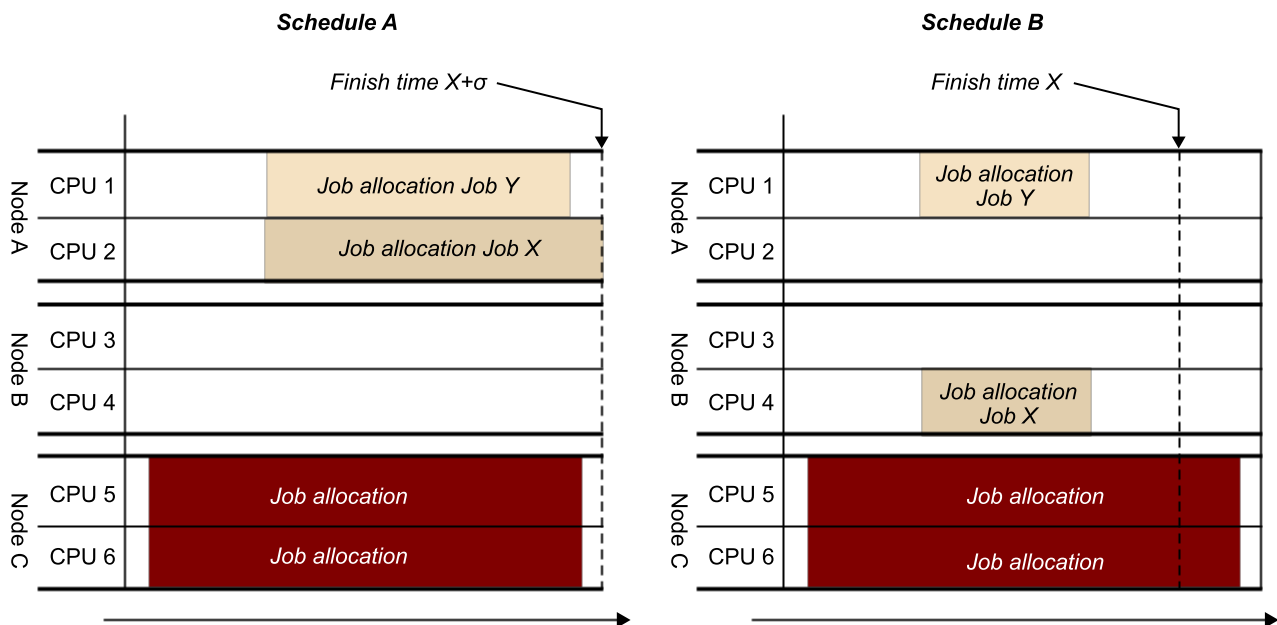 Schedule A
Finish time X+σ
Node A
CPU 1
Job allocation Job Y
CPU 2
Job allocation Job X
Node B
CPU 3
CPU 4
Node C
CPU 5
Job allocation
CPU 6
Job allocation
Schedule B
Finish time X
Node A
CPU 1
Job allocation
Job Y
CPU 2
Node B
CPU 3
CPU 4
Job allocation
Job X
Node C
CPU 5
Job allocation
CPU 6
Job allocation